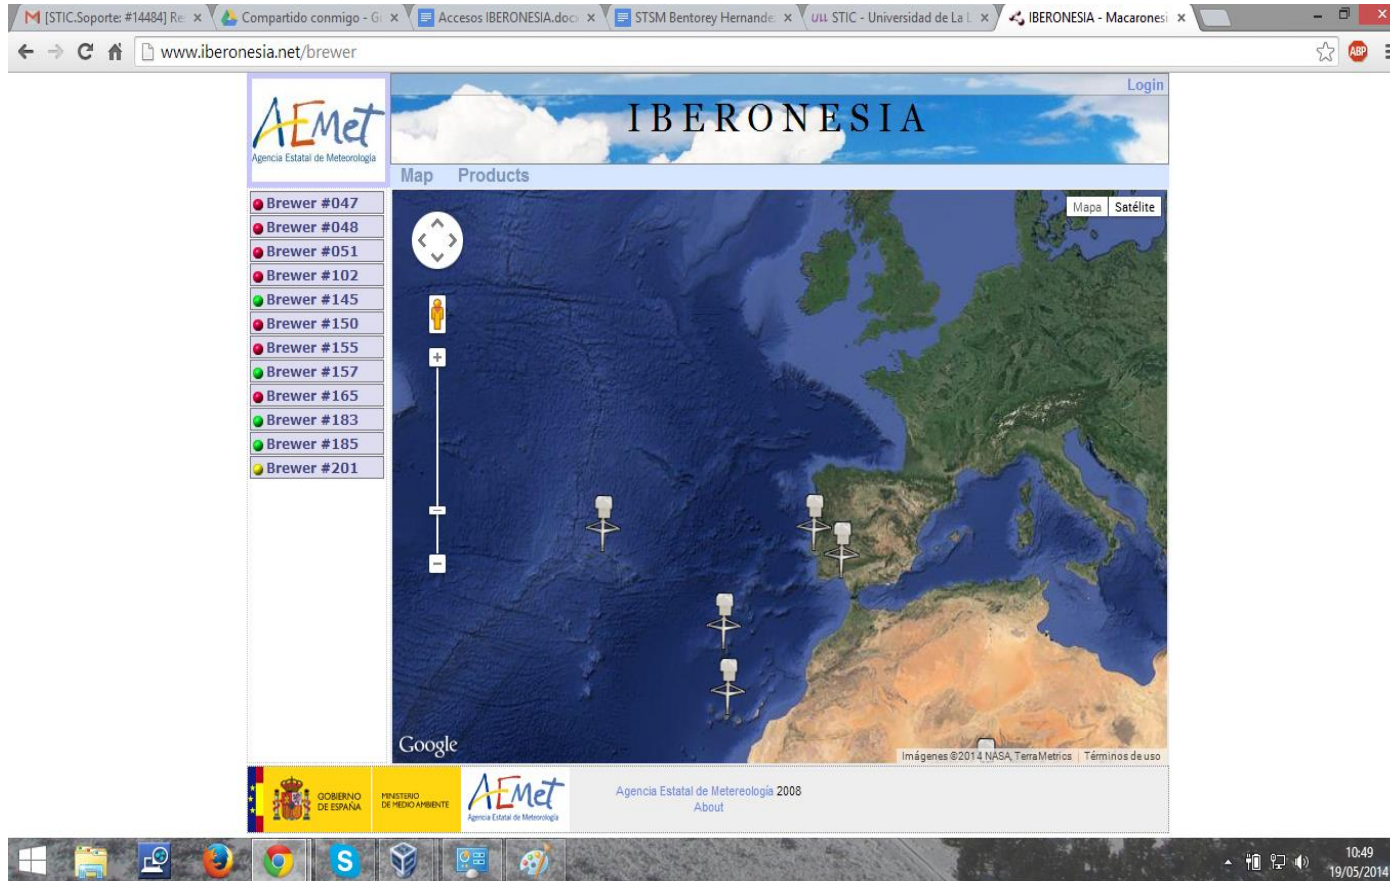 [STIC.Soporte: #14484] Re
Compartido conmigo - G
Accesos IBERONESIA.doc
STSM Bentorey Hernande
ULL STIC - Universidad de La L
IBERONESIA - Macaronesi
www.iberonesia.net/brewer
ABP
AEMet
Agencia Estatal de Meteorología
Login
IBERONESIA
Map Products
Brewer #047
Brewer #048
Brewer #051
Brewer #102
Brewer #145
Brewer #150
Brewer #155
Brewer #157
Brewer #165
Brewer #183
Brewer #185
Brewer #201
Mapa Satélite
Google
Imágenes ©2014 NASA, TerraMetrics Términos de uso
GOBIERNO
DE ESPAÑA
MINISTERIO
DE MEDIO AMBIENTE
AEMet
Agencia Estatal de Meteorología
Agencia Estatal de Metereología 2008
About
10:49
19/05/2014